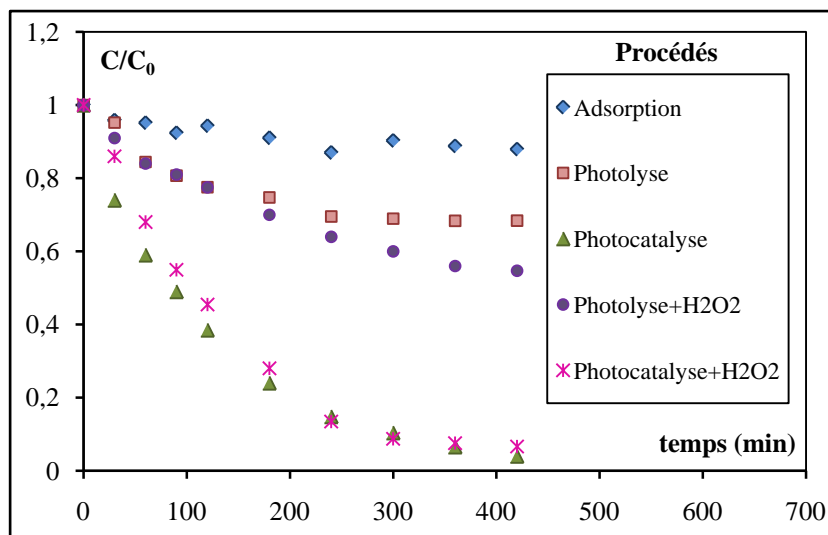 1,2
C/C₀
Procédés
1
Adsorption
0,8
Photolyse
0,6
Photocatalyse
Photolyse+H2O2
0,4
Photocatalyse+H2O2
0,2
temps (min)
0
0 100 200 300 400 500 600 700